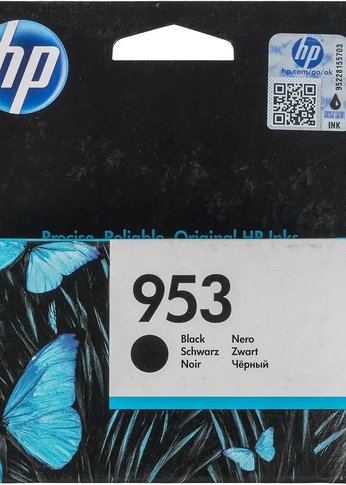 hp
hp
hp.com/go/ok
95228155703
INK
Precise. Reliable. Original HP Inks.
953
Black Nero
Schwarz Zwart
Noir Чёрный